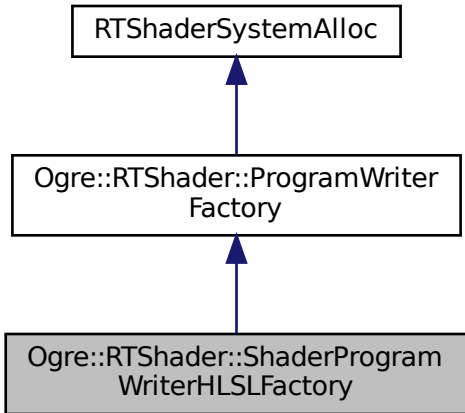 RTShaderSystemAlloc
Ogre::RTShader::ProgramWriter
Factory
Ogre::RTShader::ShaderProgram
WriterHLSLFactory